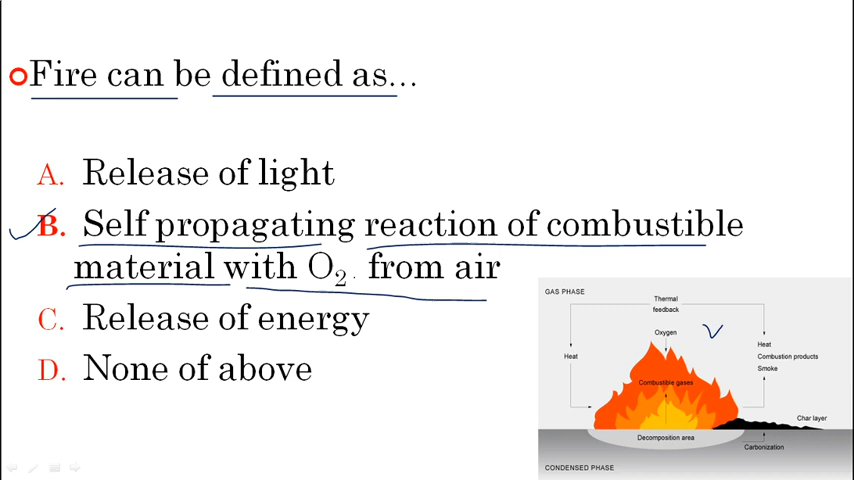 Fire can be defined as...
A. Release of light
B. Self propagating reaction of combustible
material with O₂ from air
C. Release of energy
D. None of above
GAS PHASE
Thermal
feedback
Oxygen
Heat
Heat
Combustion products
Smoke
Combustible gases
Char layer
Decomposition area
Carbonization
CONDENSED PHASE